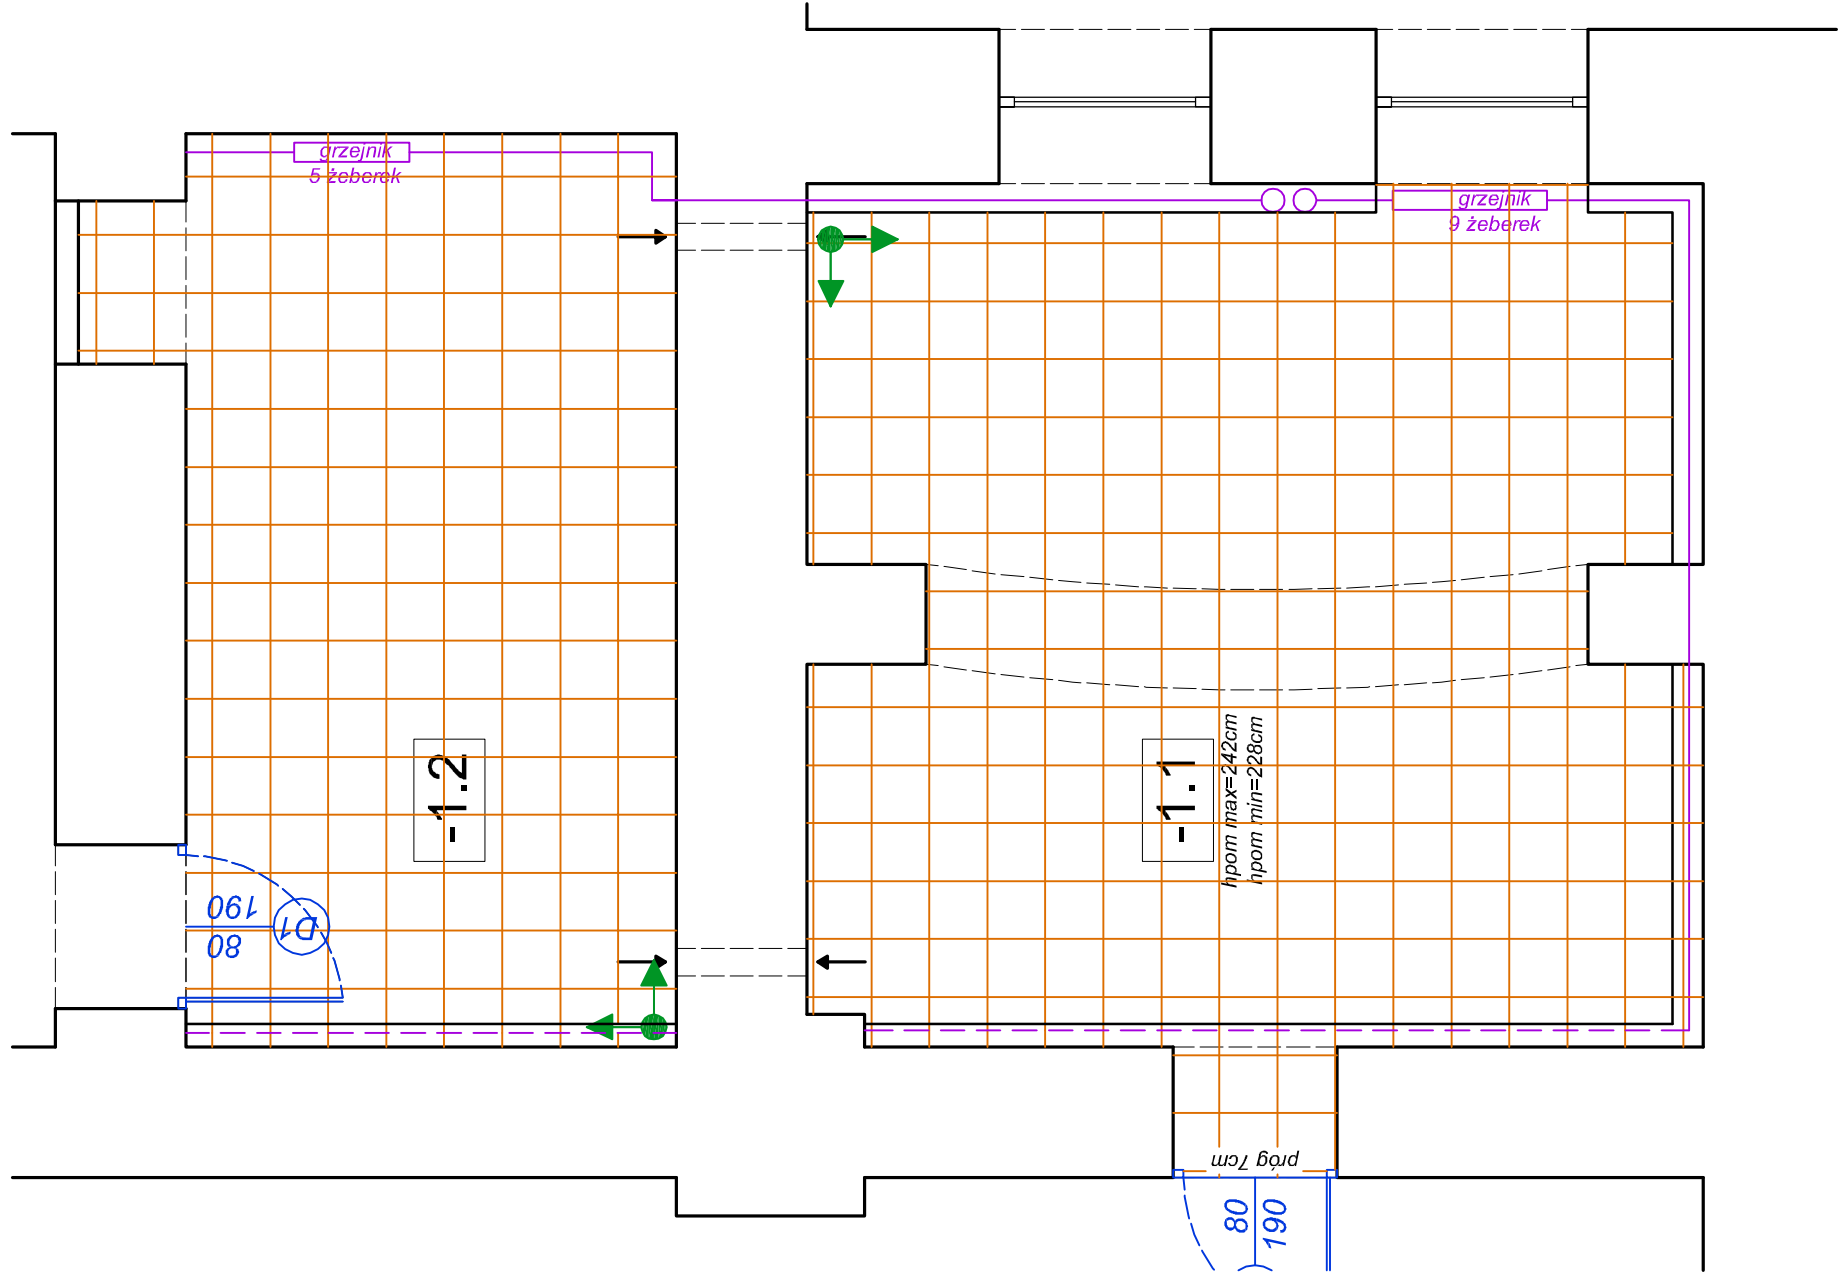 grzejnik
5 żeberek
grzejnik
9 żeberek
-1.2
-1.1
hpom max=242cm
hpom min=228cm
D1
80
190
próg 7cm
80
190